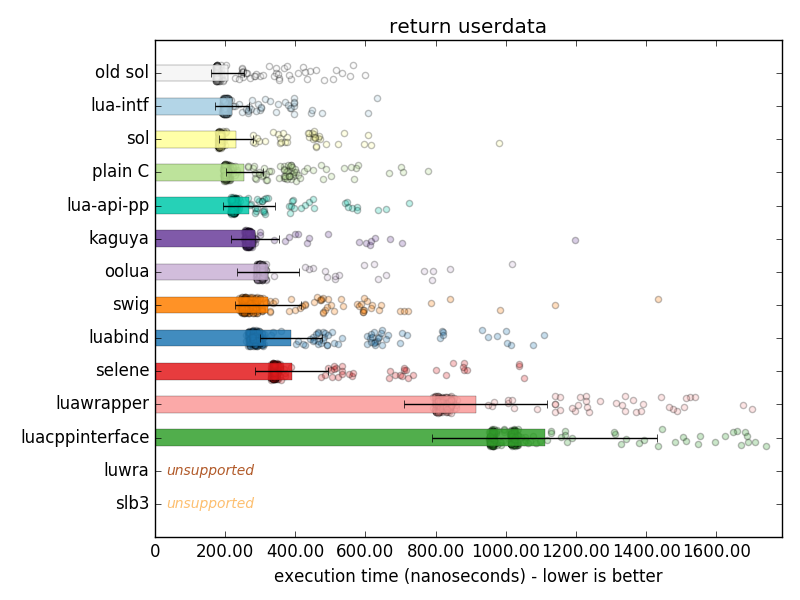 return userdata
old sol
lua-intf
sol
plain C
lua-api-pp
kaguya
oolua
swig
luabind
selene
luawrapper
luacppinterface
luwra unsupported
slb3 unsupported
0 200.00 400.00 600.00 800.00 1000.00 1200.00 1400.00 1600.00
execution time (nanoseconds) - lower is better